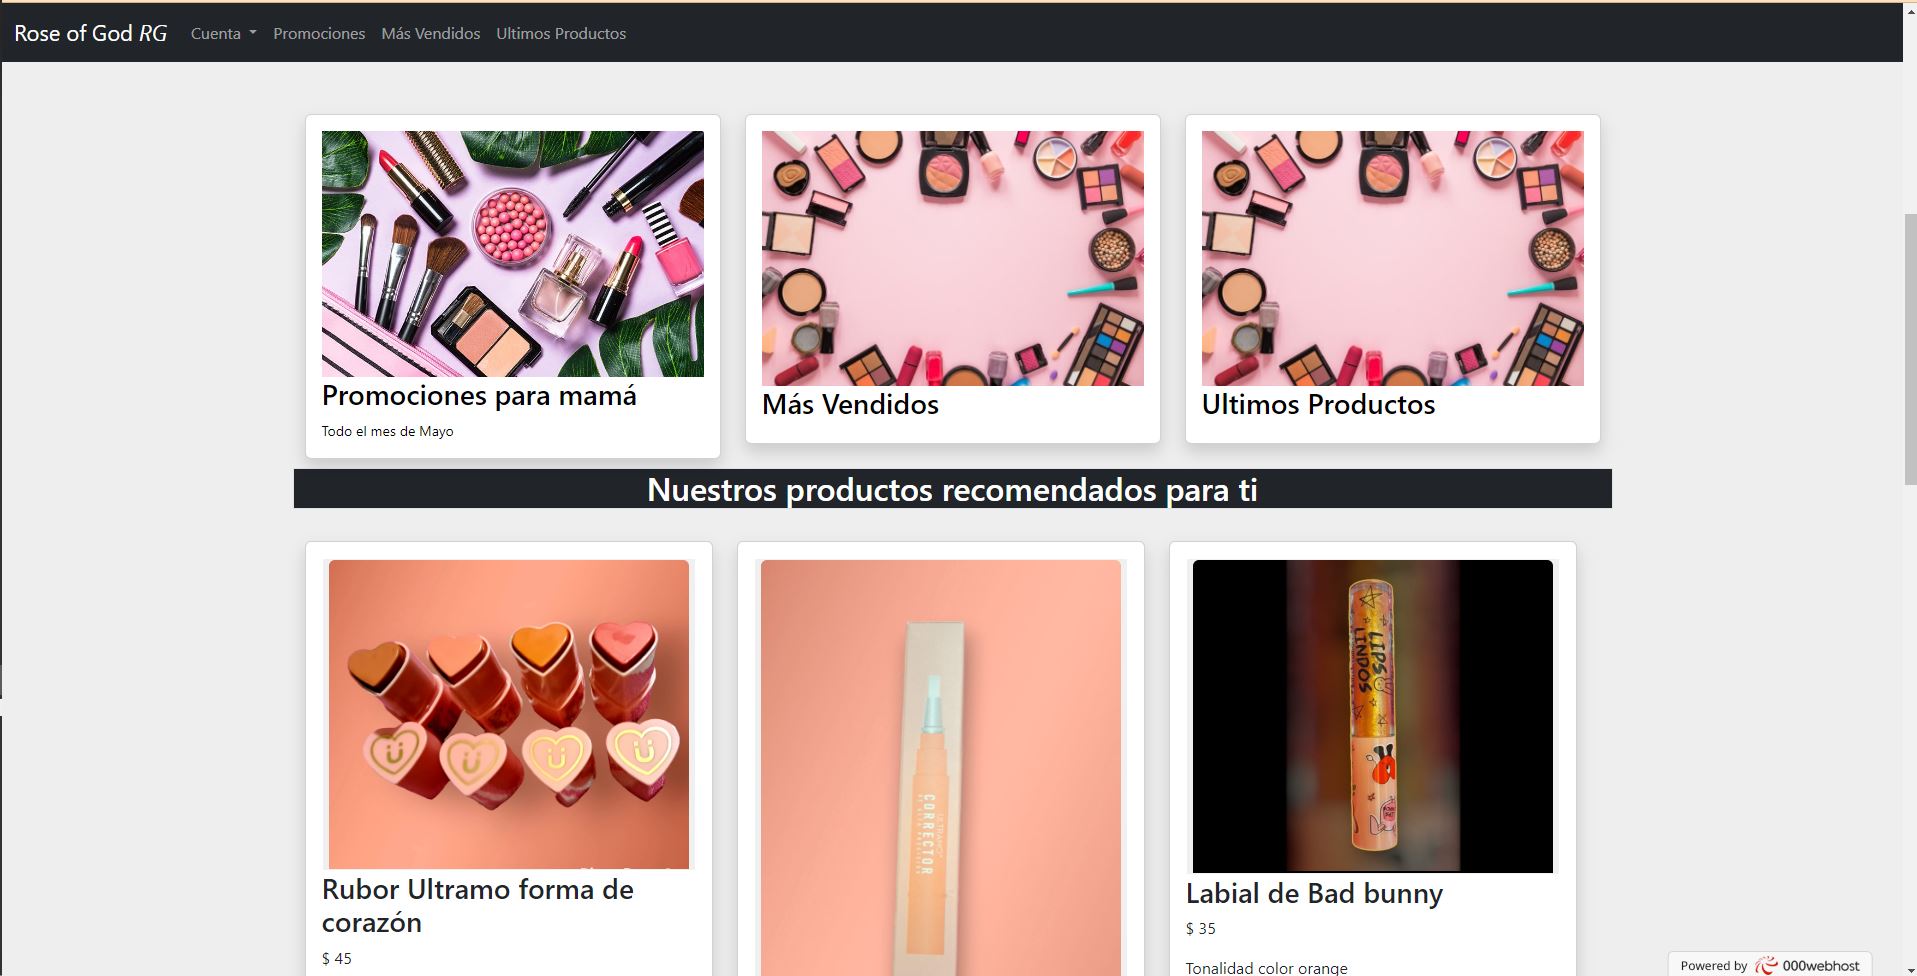 Rose of God RG
Cuenta
Promociones
Más Vendidos
Ultimos Productos
Promociones para mamá
Todo el mes de Mayo
Más Vendidos
Ultimos Productos
Nuestros productos recomendados para ti
LIPS
LINDOS
CORRECTOR
Rubor Ultramo forma de
corazón
$ 45
Labial de Bad bunny
$ 35
Tonalidad color orange
Powered by 000webhost